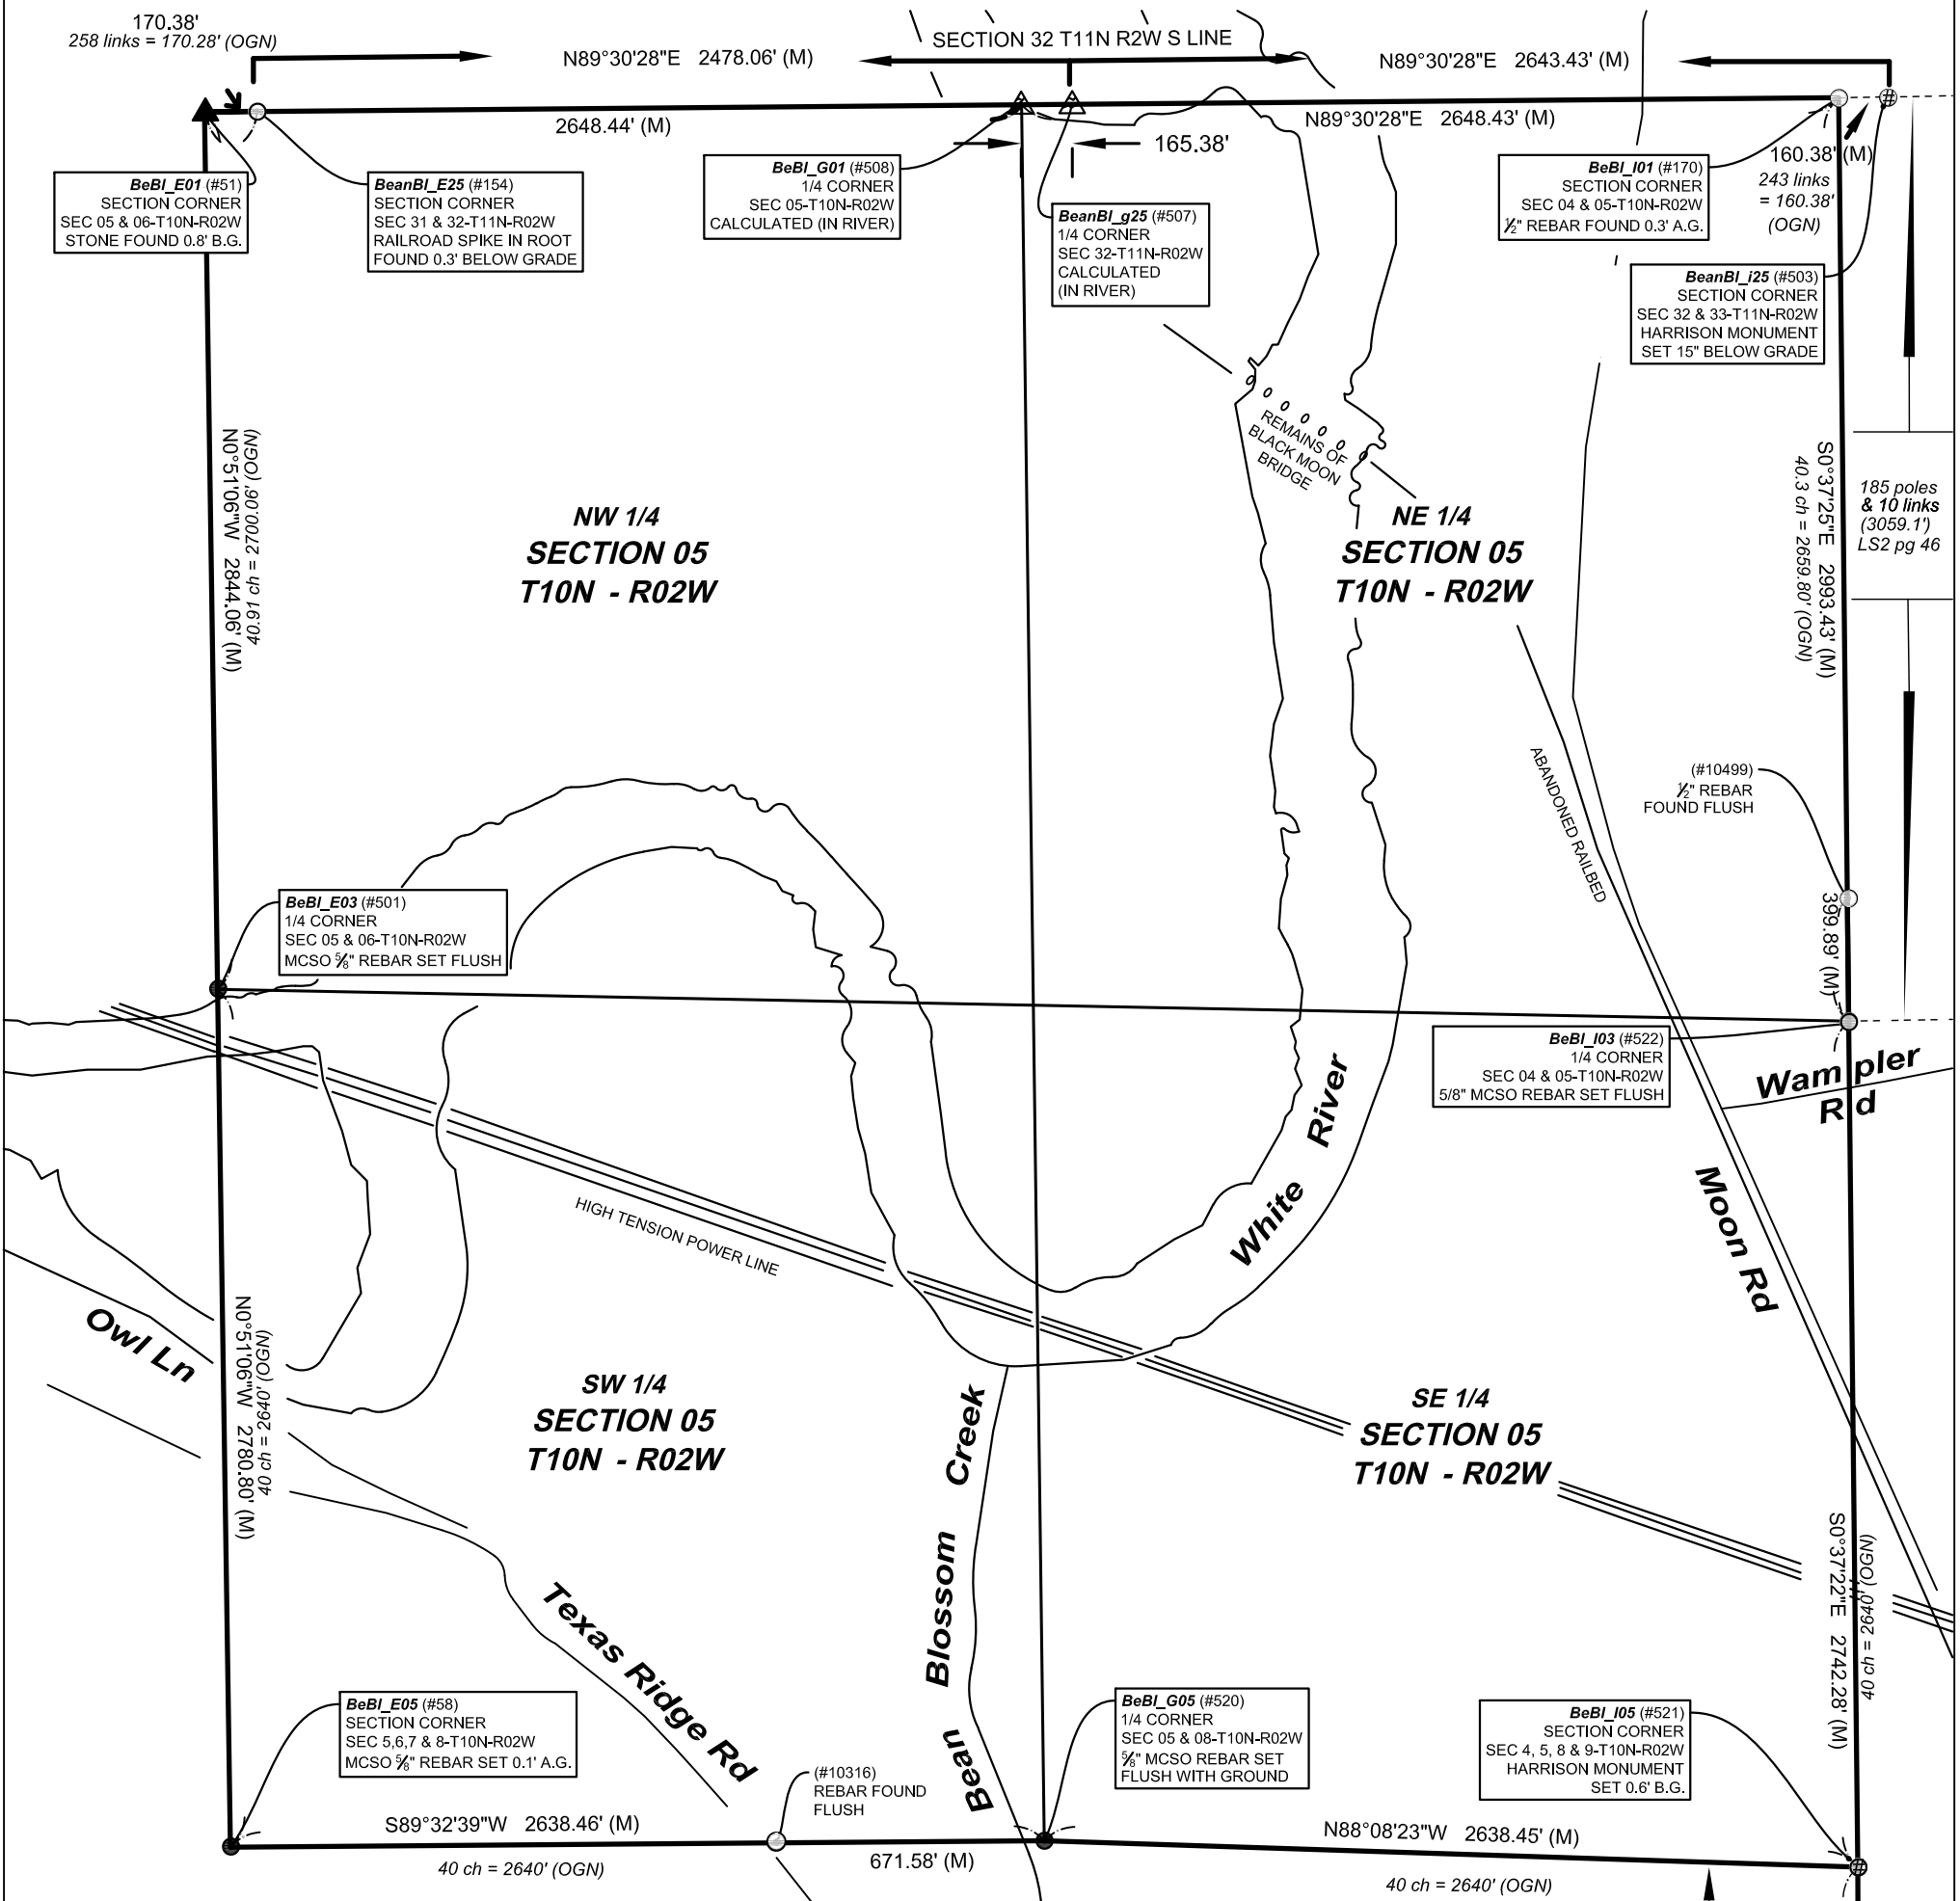 170.38'
258 links = 170.28' (OGN)
N89°30'28"E 2478.06' (M)
SECTION 32 T11N R2W S LINE
N89°30'28"E 2643.43' (M)
2648.44' (M)
N89°30'28"E 2648.43' (M)
165.38'
160.38' (M)
243 links
= 160.38'
(OGN)
BeBl_E01 (#51)
SECTION CORNER
SEC 05 & 06-T10N-R02W
STONE FOUND 0.8' B.G.
BeanBl_E25 (#154)
SECTION CORNER
SEC 31 & 32-T11N-R02W
RAILROAD SPIKE IN ROOT
FOUND 0.3' BELOW GRADE
BeBl_G01 (#508)
1/4 CORNER
SEC 05-T10N-R02W
CALCULATED (IN RIVER)
BeanBl_g25 (#507)
1/4 CORNER
SEC 32-T11N-R02W
CALCULATED
(IN RIVER)
BeBl_I01 (#170)
SECTION CORNER
SEC 04 & 05-T10N-R02W
½" REBAR FOUND 0.3' A.G.
BeanBl_i25 (#503)
SECTION CORNER
SEC 32 & 33-T11N-R02W
HARRISON MONUMENT
SET 15" BELOW GRADE
REMAINS OF
BLACK MOON
BRIDGE
N0°51'06"W 2844.06' (M)
40.91 ch = 2700.06' (OGN)
NW 1/4
SECTION 05
T10N - R02W
NE 1/4
SECTION 05
T10N - R02W
S0°37'25"E 2993.43' (M)
40.3 ch = 2659.80' (OGN)
185 poles
& 10 links
(3059.1')
LS2 pg 46
ABANDONED RAILBED
(#10499)
½" REBAR
FOUND FLUSH
399.89' (M)
BeBl_E03 (#501)
1/4 CORNER
SEC 05 & 06-T10N-R02W
MCSO ⅝" REBAR SET FLUSH
BeBl_I03 (#522)
1/4 CORNER
SEC 04 & 05-T10N-R02W
5/8" MCSO REBAR SET FLUSH
Wampler
Rd
White River
Moon Rd
HIGH TENSION POWER LINE
Owl Ln
N0°51'06"W 2780.80' (M)
40 ch = 2640' (OGN)
SW 1/4
SECTION 05
T10N - R02W
SE 1/4
SECTION 05
T10N - R02W
Bean Blossom Creek
Texas Ridge Rd
S0°37'22"E 2742.28' (M)
40 ch = 2640' (OGN)
BeBl_E05 (#58)
SECTION CORNER
SEC 5,6,7 & 8-T10N-R02W
MCSO ⅝" REBAR SET 0.1' A.G.
(#10316)
REBAR FOUND
FLUSH
BeBl_G05 (#520)
1/4 CORNER
SEC 05 & 08-T10N-R02W
⅝" MCSO REBAR SET
FLUSH WITH GROUND
BeBl_I05 (#521)
SECTION CORNER
SEC 4, 5, 8 & 9-T10N-R02W
HARRISON MONUMENT
SET 0.6' B.G.
S89°32'39"W 2638.46' (M)
40 ch = 2640' (OGN)
671.58' (M)
N88°08'23"W 2638.45' (M)
40 ch = 2640' (OGN)